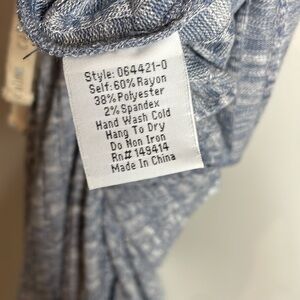 Style: 064421-0
Self: 60% Rayon
38% Polyester
2% Spandex
Hand Wash Cold
Hang To Dry
Do Non Iron
Rn# 149414
Made In China